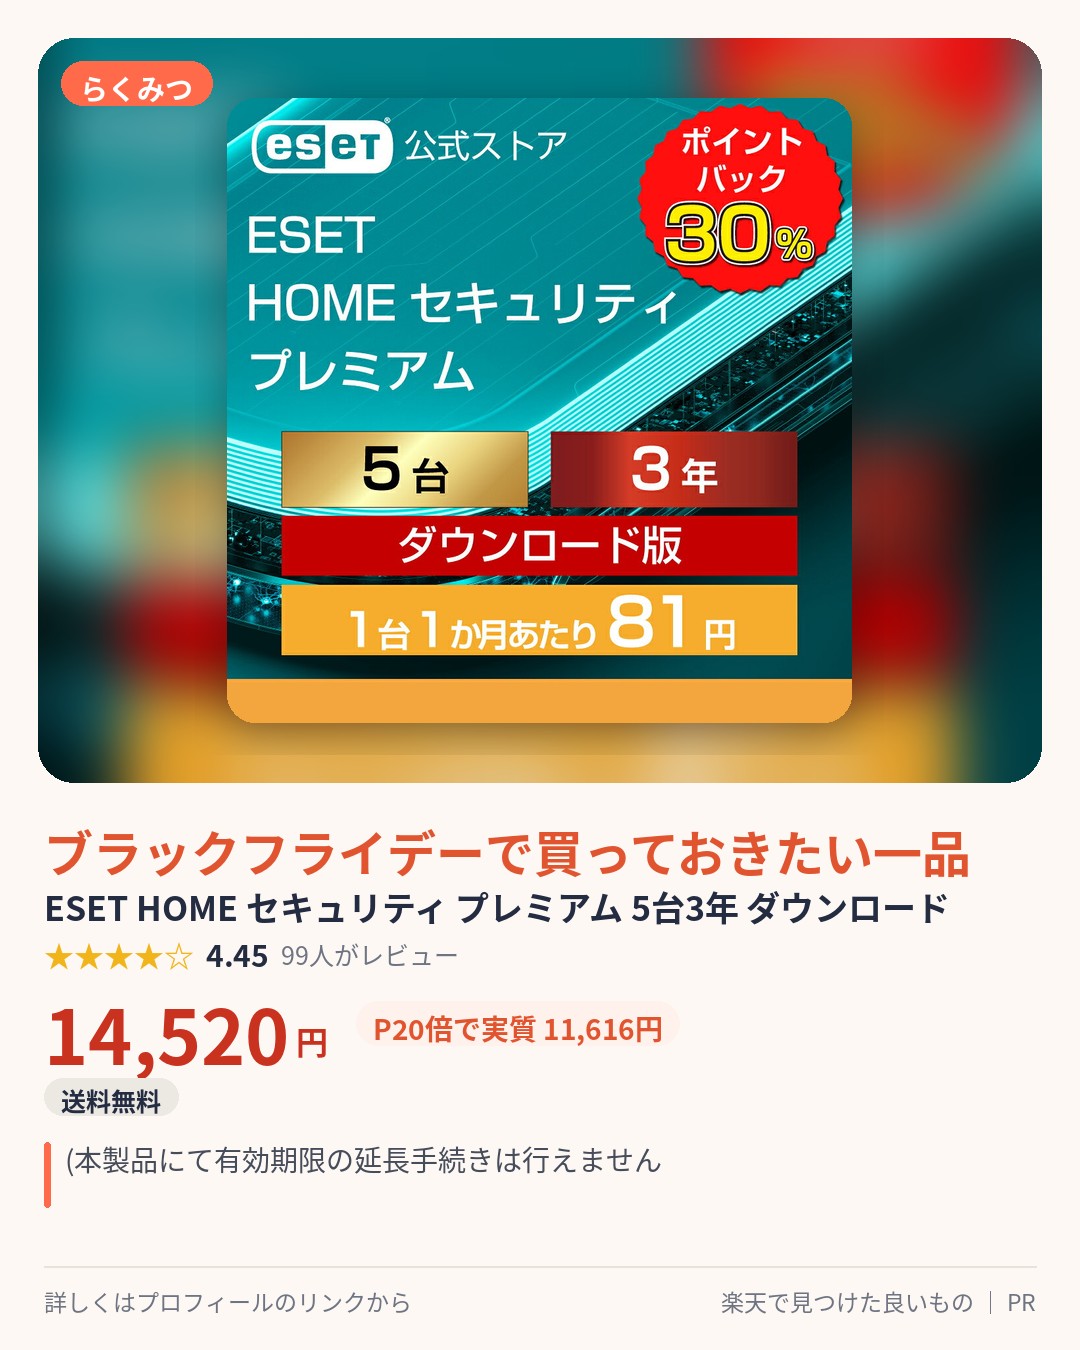 らくみつ
eset 公式ストア
ポイント
バック
30%
ESET
HOME セキュリティ
プレミアム
5台
3年
ダウンロード版
1台1か月あたり81円
ブラックフライデーで買っておきたい一品
ESET HOME セキュリティ プレミアム 5台3年 ダウンロード
★★★★☆ 4.45 99人がレビュー
14,520円 P20倍で実質 11,616円
送料無料
(本製品にて有効期限の延長手続きは行えません
詳しくはプロフィールのリンクから
楽天で見つけた良いもの｜PR